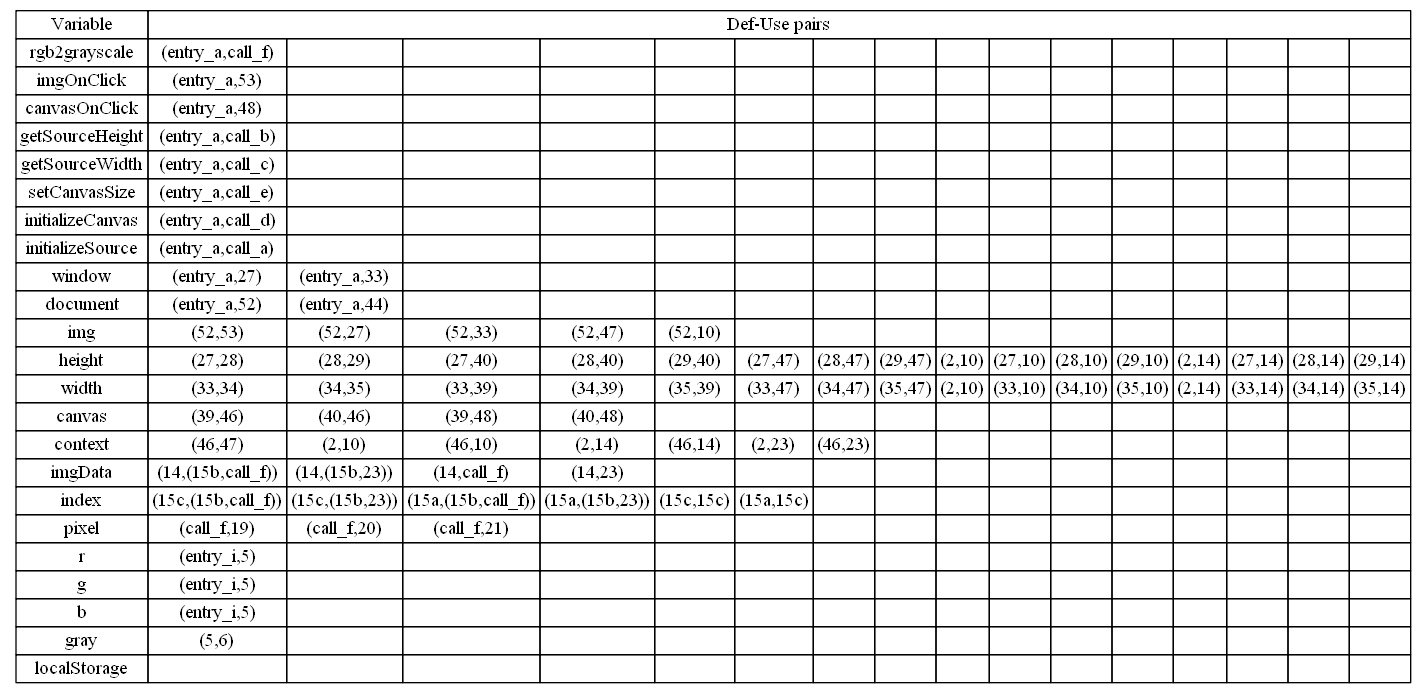 Variable Def-Use pairs
rgb2grayscale (entry_a,call_f)
imgOnClick (entry_a,53)
canvasOnClick (entry_a,48)
getSourceHeight (entry_a,call_b)
getSourceWidth (entry_a,call_c)
setCanvasSize (entry_a,call_e)
initializeCanvas (entry_a,call_d)
initializeSource (entry_a,call_a)
window (entry_a,27) (entry_a,33)
document (entry_a,52) (entry_a,44)
img (52,53) (52,27) (52,33) (52,47) (52,10)
height (27,28) (28,29) (27,40) (28,40) (29,40) (27,47) (28,47) (29,47) (2,10) (27,10) (28,10) (29,10) (2,14) (27,14) (28,14) (29,14)
width (33,34) (34,35) (33,39) (34,39) (35,39) (33,47) (34,47) (35,47) (2,10) (33,10) (34,10) (35,10) (2,14) (33,14) (34,14) (35,14)
canvas (39,46) (40,46) (39,48) (40,48)
context (46,47) (2,10) (46,10) (2,14) (46,14) (2,23) (46,23)
imgData (14,(15b,call_f)) (14,(15b,23)) (14,call_f) (14,23)
index (15c,(15b,call_f)) (15c,(15b,23)) (15a,(15b,call_f)) (15a,(15b,23)) (15c,15c) (15a,15c)
pixel (call_f,19) (call_f,20) (call_f,21)
r (entry_i,5)
g (entry_i,5)
b (entry_i,5)
gray (5,6)
localStorage